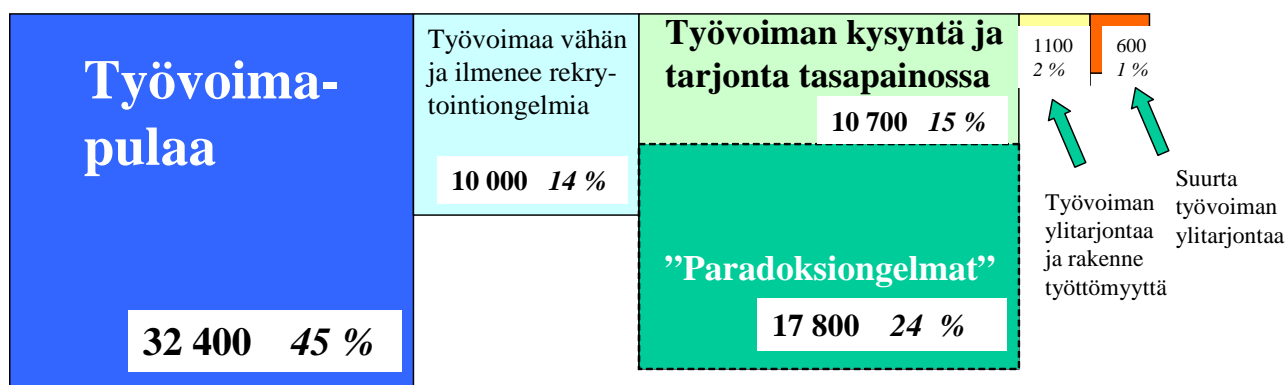 Työvoima-
pulaa
32 400 45 %
Työvoimaa vähän
ja ilmenee rekry-
tointiongelmia
10 000 14 %
Työvoiman kysyntä ja
tarjonta tasapainossa
10 700 15 %
”Paradoksiongelmat”
17 800 24 %
1100
2 %
600
1 %
Työvoiman
ylitarjontaa
ja rakenne
työttömyyttä
Suurta
työvoiman
ylitarjontaa